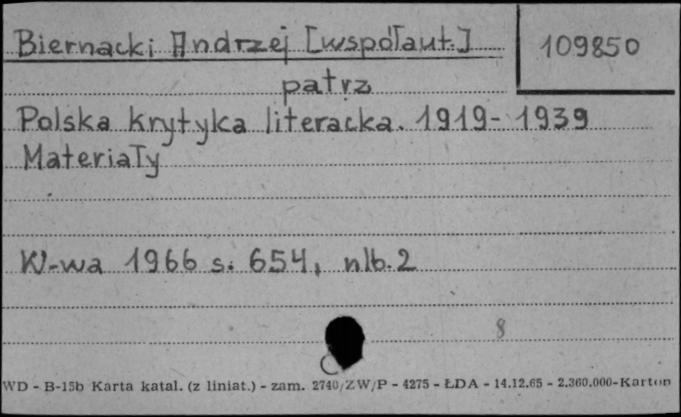 Biernacki Andrzej [współaut.]
109850
patrz
Polska krytyka literacka. 1919-1939
Materiały
W-wa 1966 s. 654, nlb. 2
8
WD - B-15b Karta katal. (z liniat.) - zam. 2740/ZW/P - 4275 - ŁDA - 14.12.65 - 2.360.000-Karton